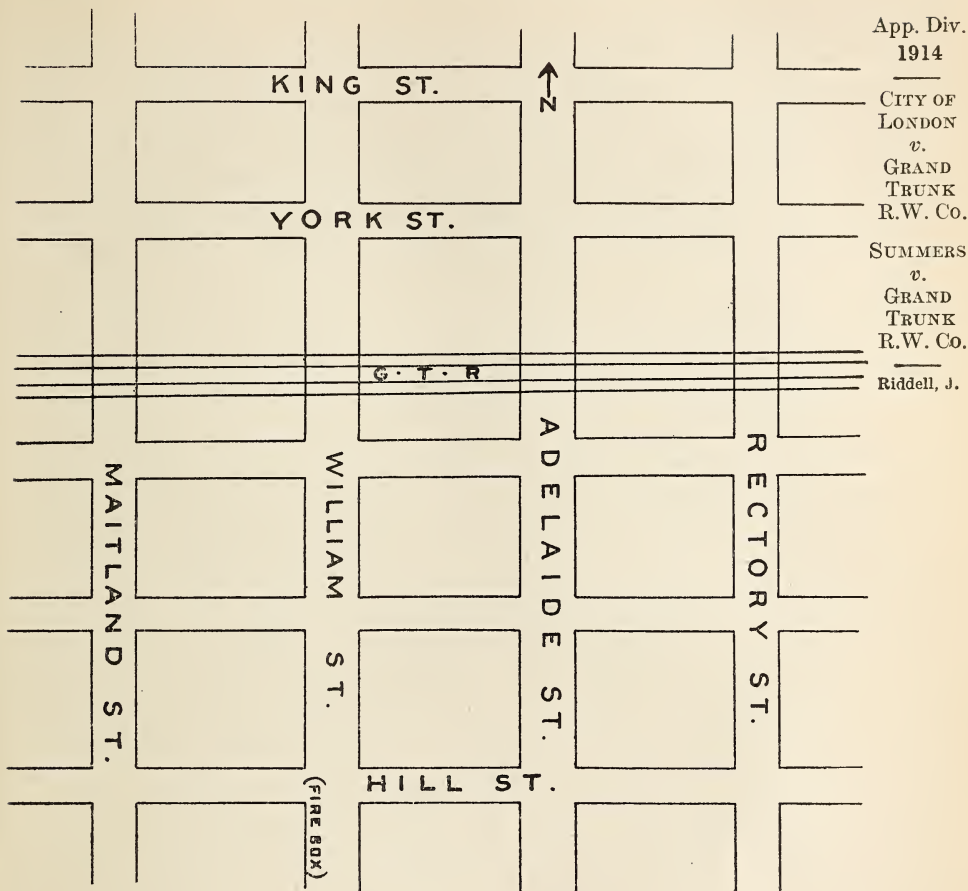 App. Div.
1914
CITY OF
LONDON
v.
GRAND
TRUNK
R.W. Co.
SUMMERS
v.
GRAND
TRUNK
R.W. Co.
Riddell, J.
KING ST.
N
YORK ST.
G. T. R
MAITLAND ST.
WILLIAM ST.
ADELAIDE ST.
RECTORY ST.
HILL ST.
(FIRE BOX)